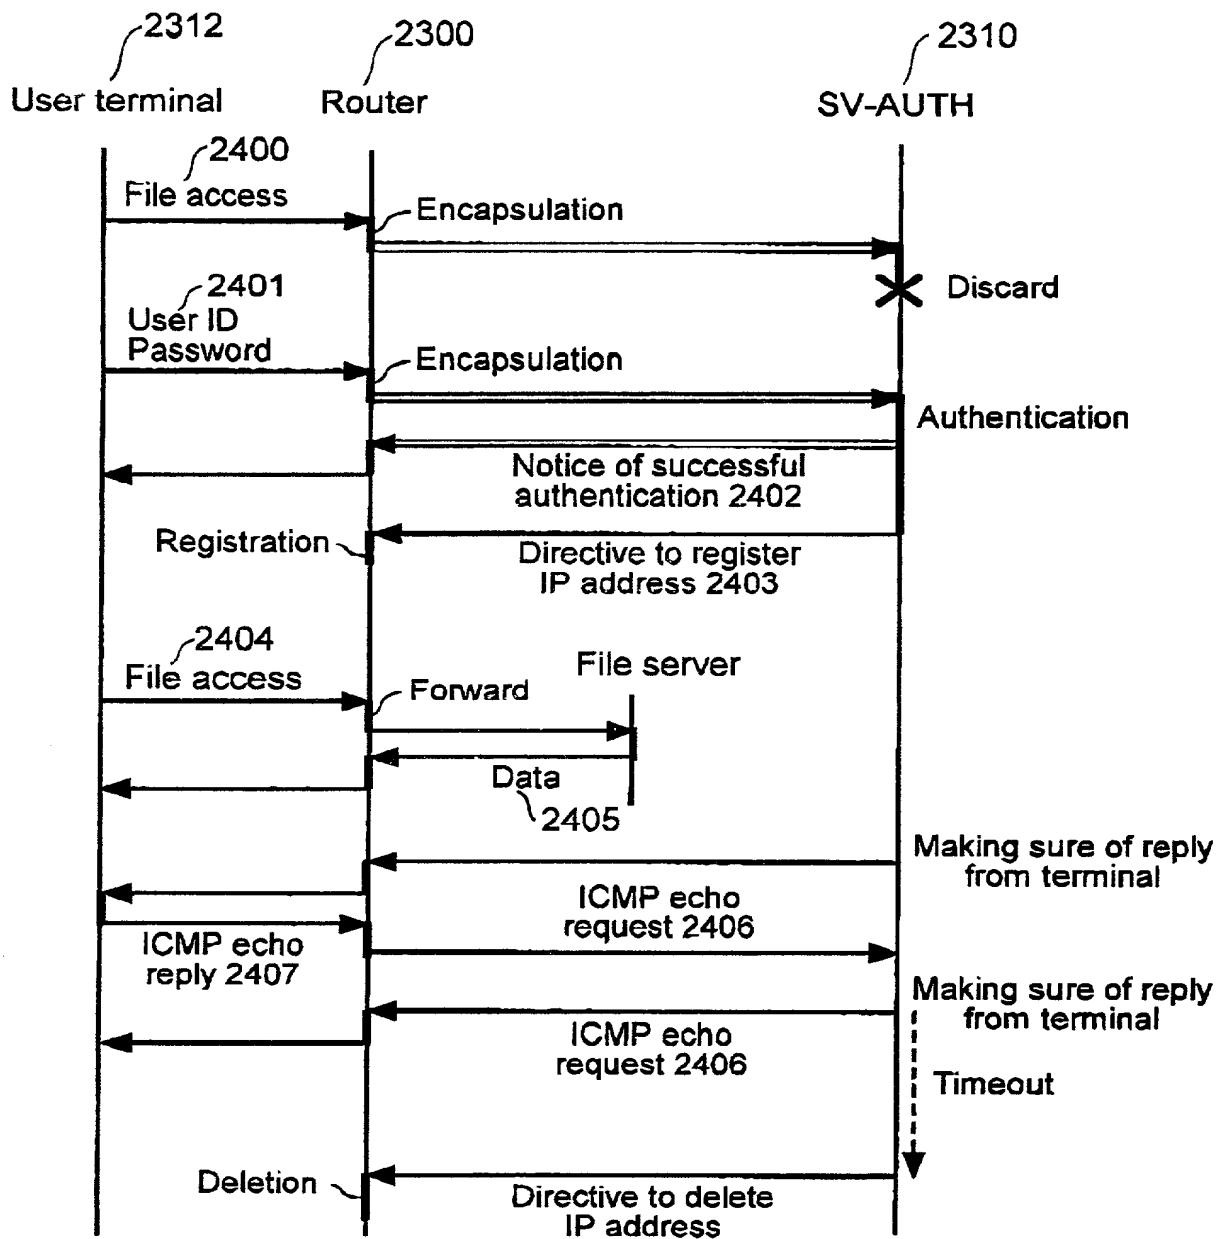 2312
2300
2310
User terminal
Router
SV-AUTH
2400
File access
Encapsulation
2401
Discard
User ID
Password
Encapsulation
Authentication
Notice of successful
authentication 2402
Registration
Directive to register
IP address 2403
2404
File access
File server
Forward
Data
2405
Making sure of reply
from terminal
ICMP echo
request 2406
ICMP echo
reply 2407
Making sure of reply
from terminal
ICMP echo
request 2406
Timeout
Deletion
Directive to delete
IP address